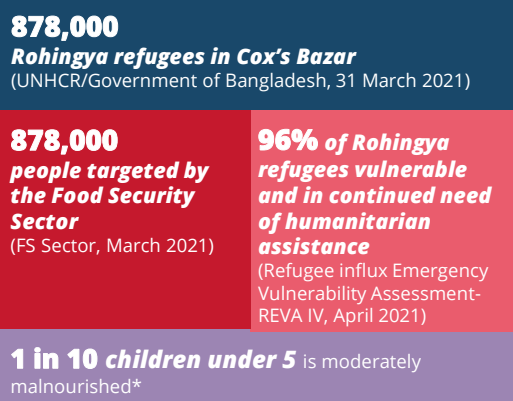 878,000
Rohingya refugees in Cox’s Bazar
(UNHCR/Government of Bangladesh, 31 March 2021)
878,000
people targeted by
the Food Security
Sector
(FS Sector, March 2021)
96% of Rohingya
refugees vulnerable
and in continued need
of humanitarian
assistance
(Refugee influx Emergency
Vulnerability Assessment-
REVA IV, April 2021)
1 in 10 children under 5 is moderately
malnourished*